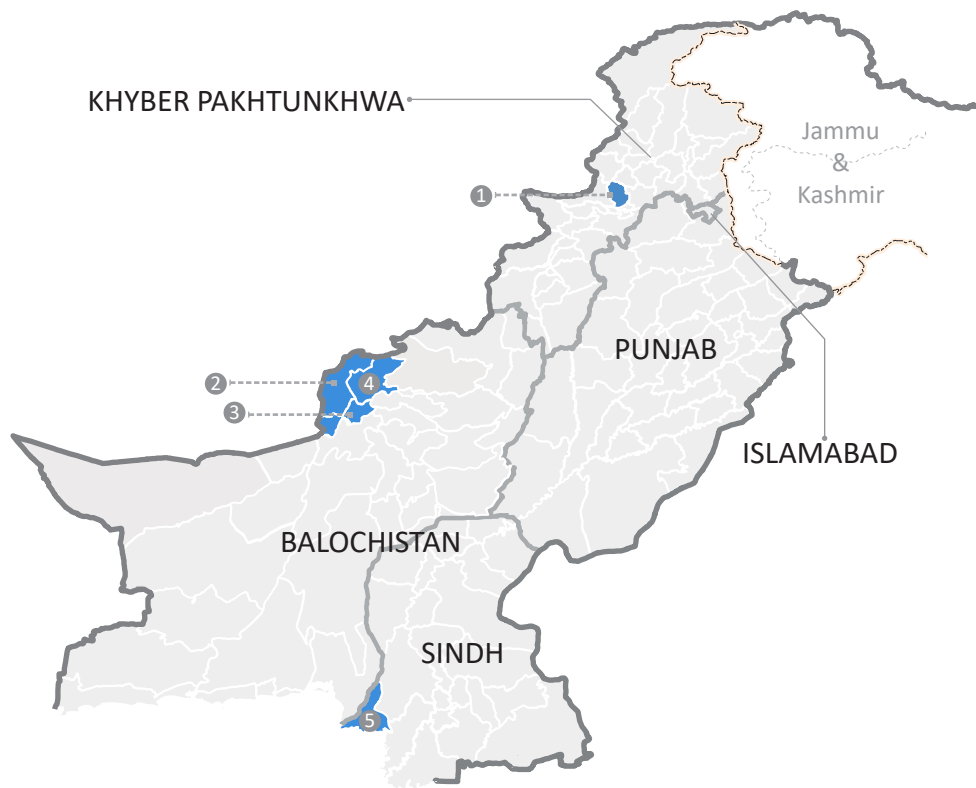 KHYBER PAKHTUNKHWA
Jammu
&
Kashmir
1
PUNJAB
2
4
3
ISLAMABAD
BALOCHISTAN
SINDH
5